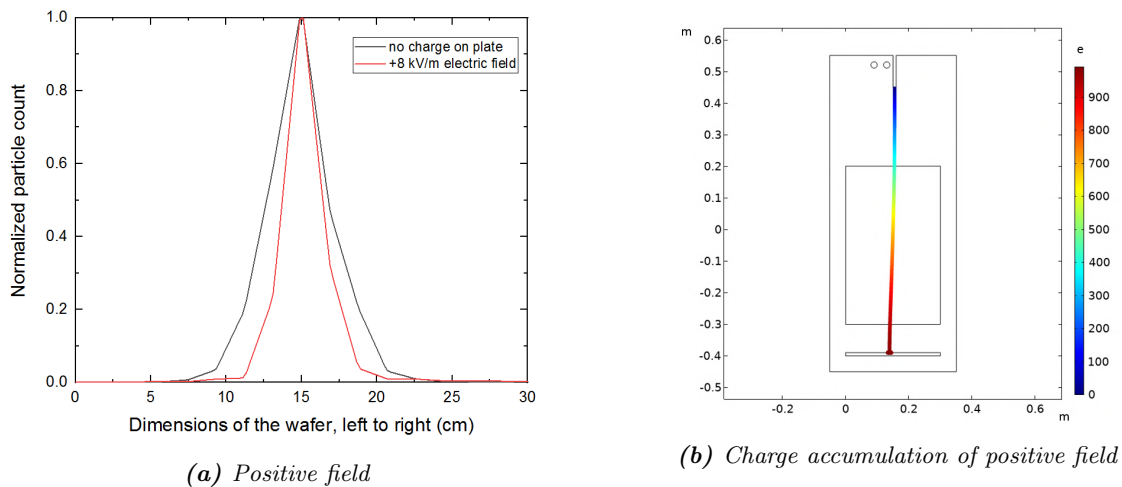 1.0
0.8
0.6
0.4
0.2
0.0
0 5 10 15 20 25 30
Normalized particle count
Dimensions of the wafer, left to right (cm)
no charge on plate
+8 kV/m electric field
(a) Positive field
m
0.6
0.5
0.4
0.3
0.2
0.1
0
-0.1
-0.2
-0.3
-0.4
-0.5
-0.2 0 0.2 0.4 0.6
m
e
900
800
700
600
500
400
300
200
100
0
(b) Charge accumulation of positive field